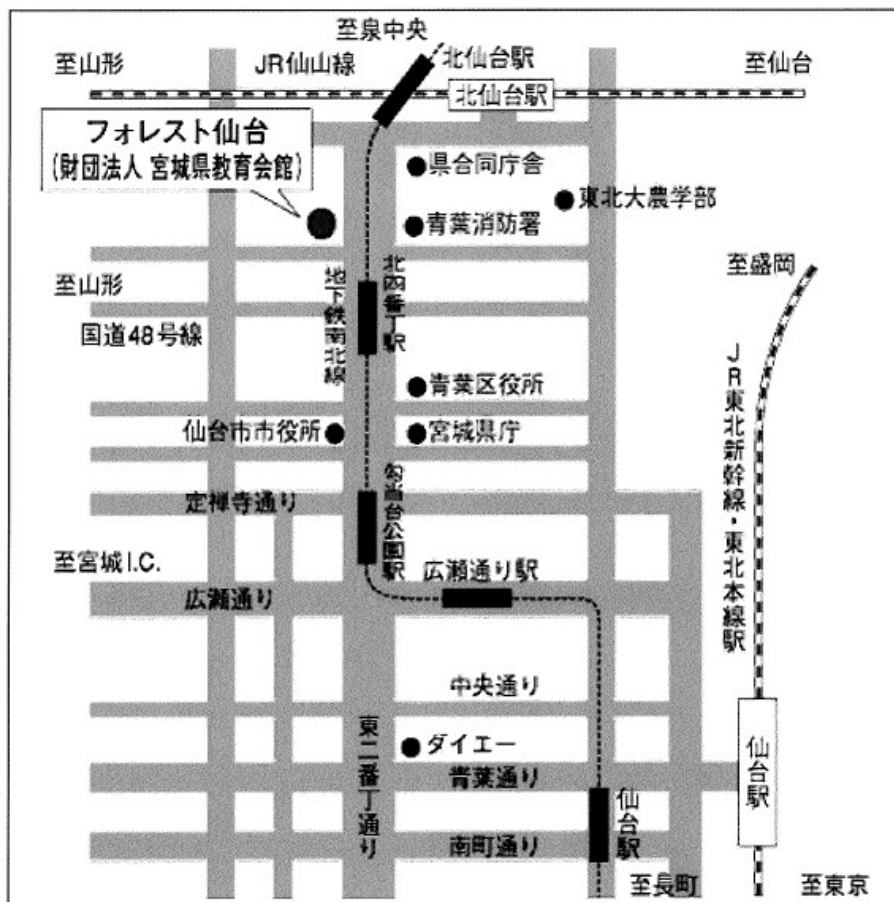 至泉中央
北仙台駅
至山形
JR仙山線
至仙台
北仙台駅
フォレスト仙台
(財団法人 宮城県教育会館)
県合同庁舎
東北大農学部
青葉消防署
至盛岡
至山形
国道48号線
地下鉄南北線
北四番丁駅
JR東北新幹線・東北本線駅
青葉区役所
仙台市市役所
宮城県庁
定禅寺通り
勾当台公園駅
至宮城I.C.
広瀬通り駅
広瀬通り
中央通り
東二番丁通り
ダイエー
青葉通り
仙台駅
仙台駅
南町通り
至長町
至東京